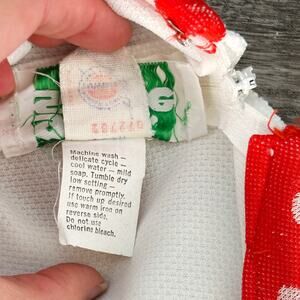 Machine wash —
delicate cycle —
cool water — mild
soap. Tumble dry
low setting —
remove promptly.
If touch up desired
use warm iron on
reverse side.
Do not use
chlorine bleach.